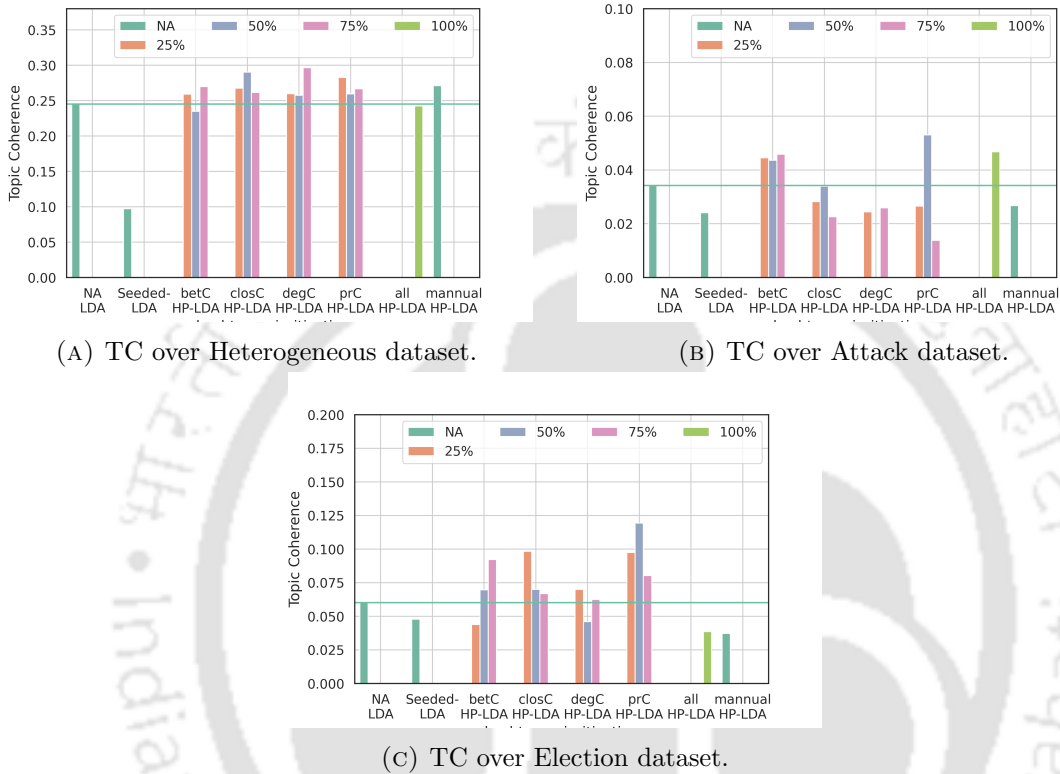 NA 50% 75% 100%
25%
0.35
0.30
0.25
0.20
0.15
0.10
0.05
0.00
Topic Coherence
NA Seeded- betC closC degC prC all mannual
LDA LDA HP-LDA HP-LDA HP-LDA HP-LDA HP-LDA HP-LDA
(A) TC over Heterogeneous dataset.
NA 50% 75% 100%
25%
0.10
0.08
0.06
0.04
0.02
0.00
Topic Coherence
NA Seeded- betC closC degC prC all mannual
LDA LDA HP-LDA HP-LDA HP-LDA HP-LDA HP-LDA HP-LDA
(B) TC over Attack dataset.
NA 50% 75% 100%
25%
0.200
0.175
0.150
0.125
0.100
0.075
0.050
0.025
0.000
Topic Coherence
NA Seeded- betC closC degC prC all mannual
LDA LDA HP-LDA HP-LDA HP-LDA HP-LDA HP-LDA HP-LDA
(C) TC over Election dataset.
India